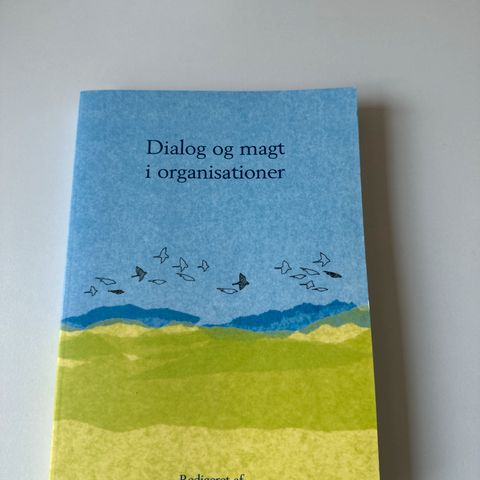 Dialog og magt
i organisationer
Redigeret af